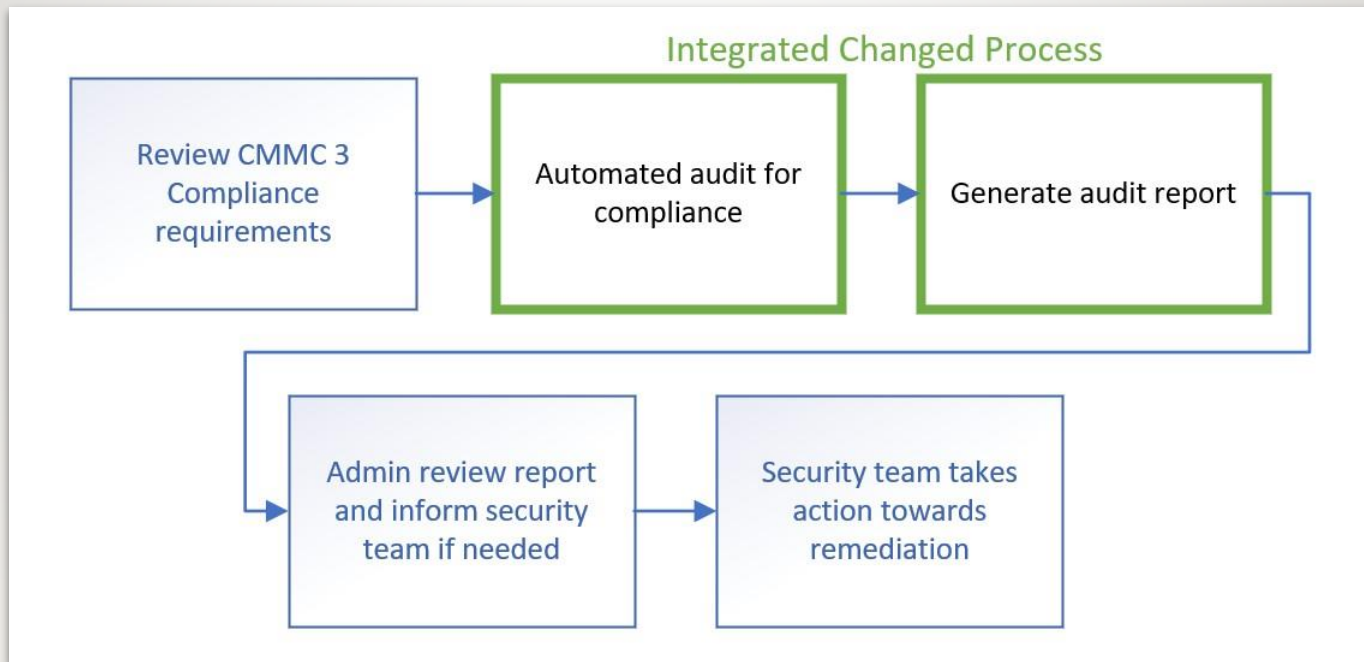 Integrated Changed Process
Review CMMC 3
Compliance
requirements
Automated audit for
compliance
Generate audit report
Admin review report
and inform security
team if needed
Security team takes
action towards
remediation